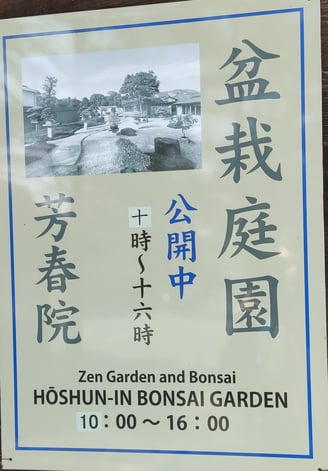 盆栽庭園
公開中
十時～十六時
芳春院
Zen Garden and Bonsai
HŌSHUN-IN BONSAI GARDEN
10：00 ～ 16：00